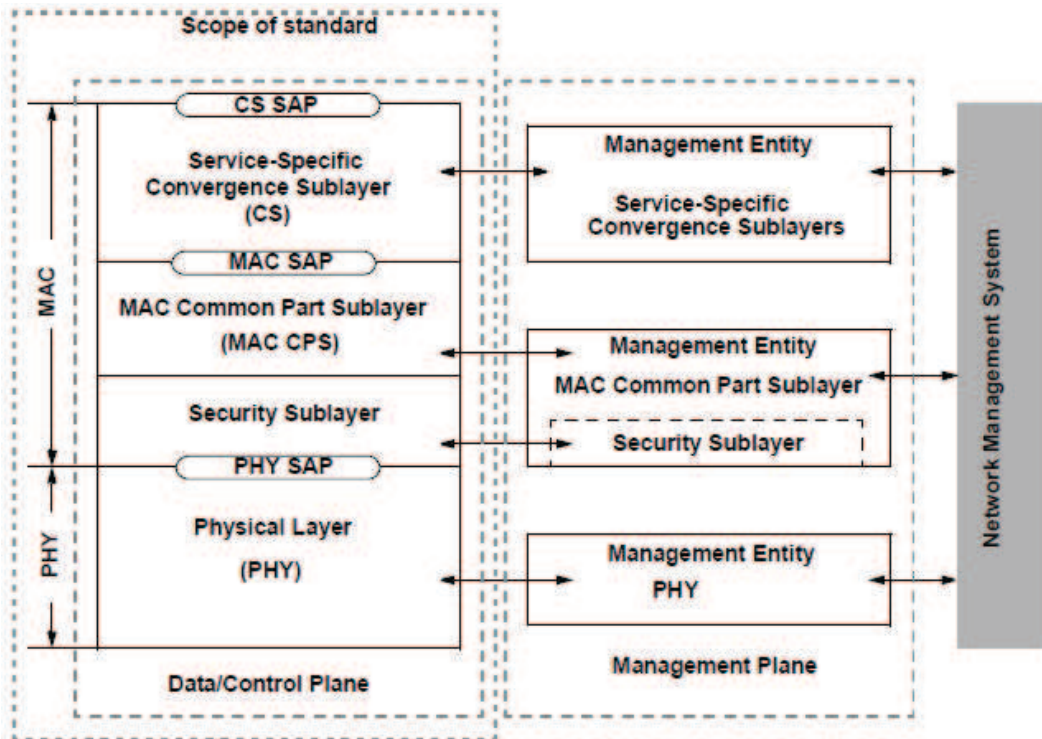 Scope of standard
CS SAP
Service-Specific
Convergence Sublayer
(CS)
MAC SAP
MAC Common Part Sublayer
(MAC CPS)
Security Sublayer
PHY SAP
Physical Layer
(PHY)
Data/Control Plane
MAC
PHY
Management Entity
Service-Specific
Convergence Sublayers
Management Entity
MAC Common Part Sublayer
Security Sublayer
Management Entity
PHY
Management Plane
Network Management System